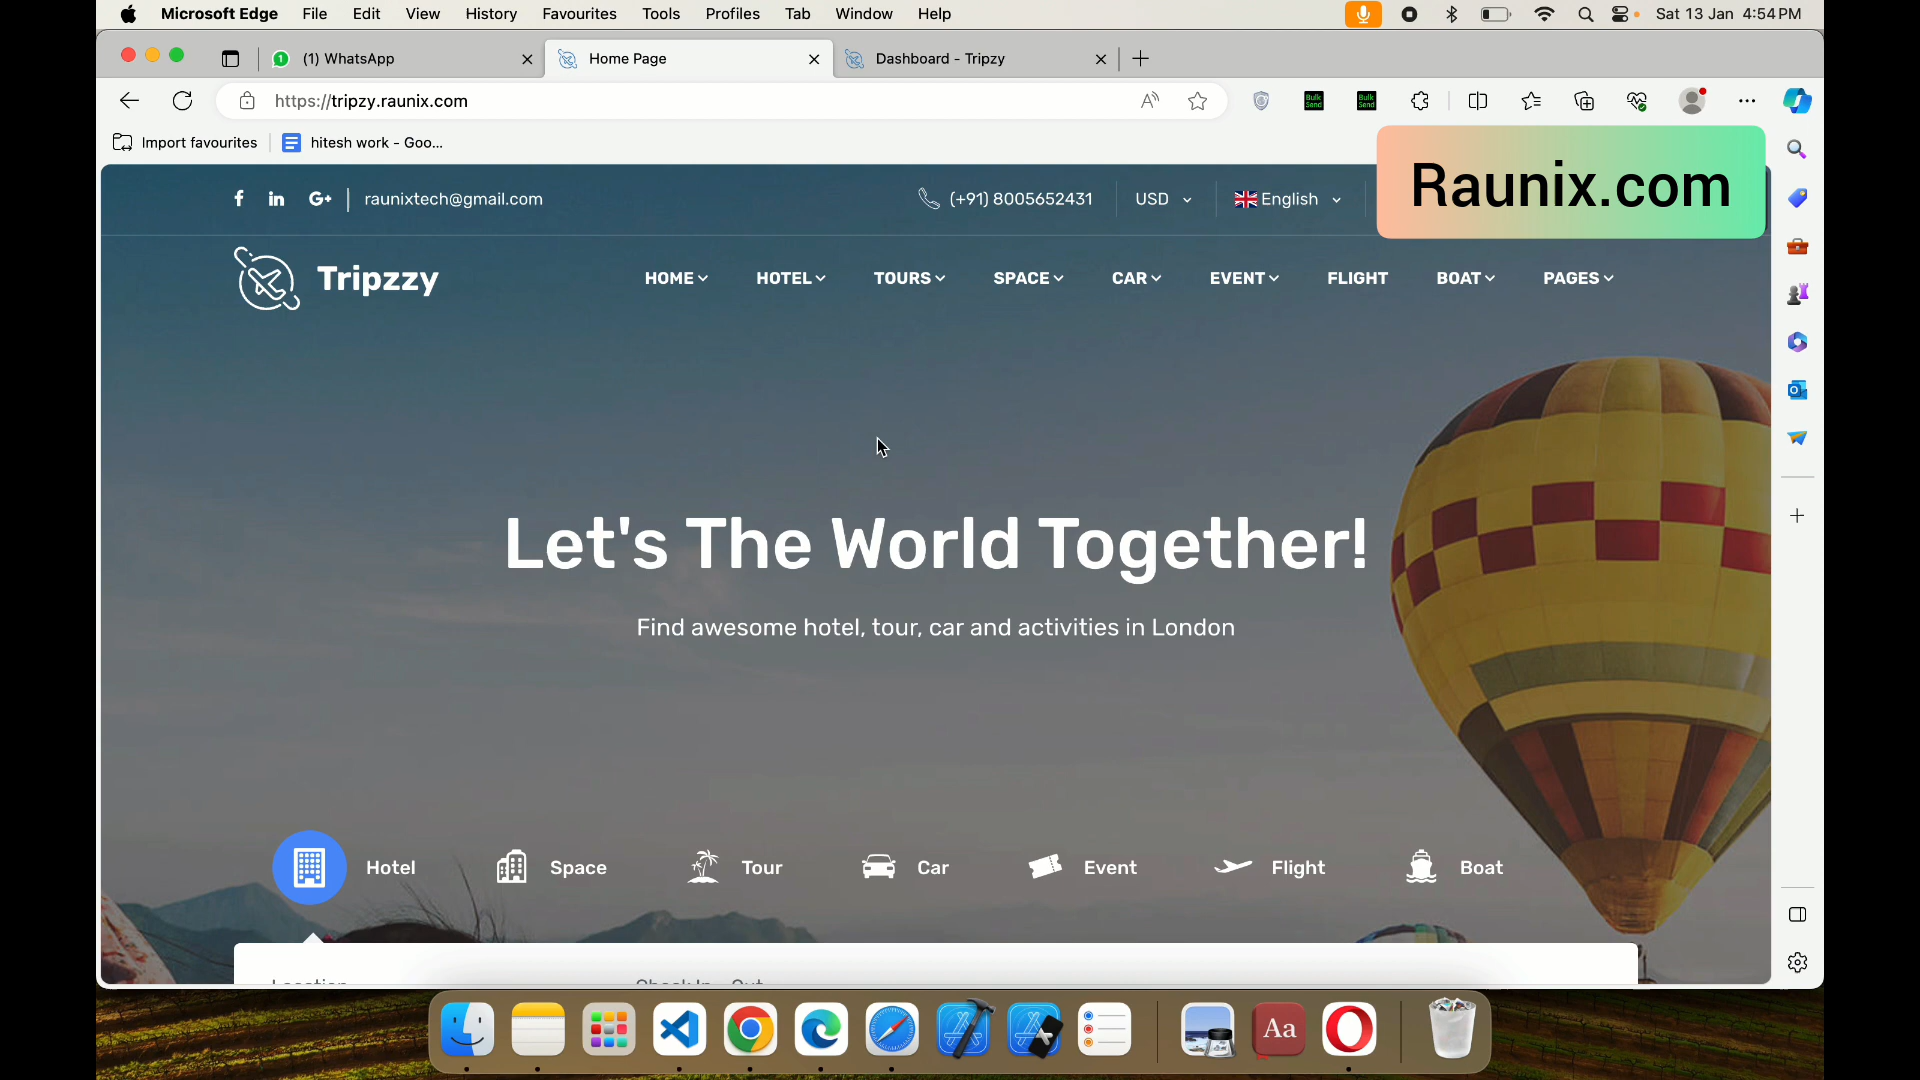 Microsoft Edge File Edit View History Favourites Tools Profiles Tab Window Help Sat 13 Jan 4:54 PM
(1) WhatsApp Home Page Dashboard - Tripzy
https://tripzy.raunix.com
Import favourites hitesh work - Goo...
Raunix.com
raunixtech@gmail.com (+91) 8005652431 USD English
Tripzzy HOME HOTEL TOURS SPACE CAR EVENT FLIGHT BOAT PAGES
Let's The World Together!
Find awesome hotel, tour, car and activities in London
Hotel Space Tour Car Event Flight Boat
Aa